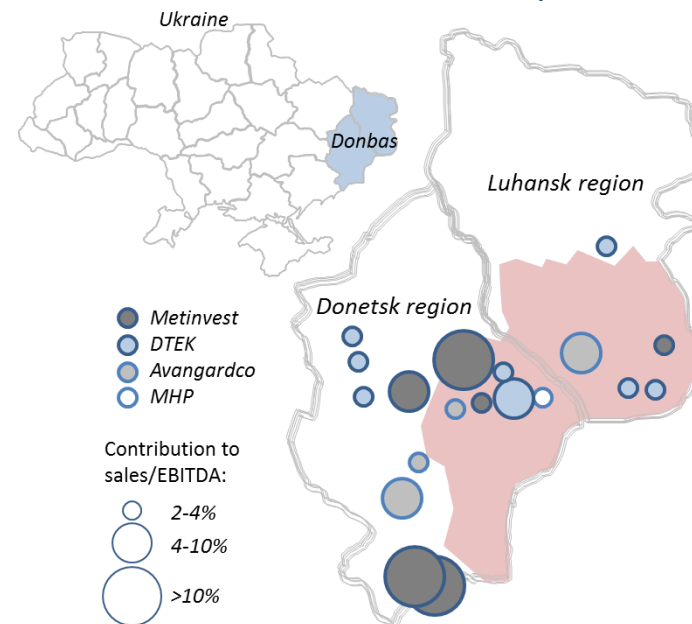 Ukraine
Donbas
Luhansk region
Donetsk region
Metinvest
DTEK
Avangardco
MHP
Contribution to
sales/EBITDA:
2-4%
4-10%
>10%